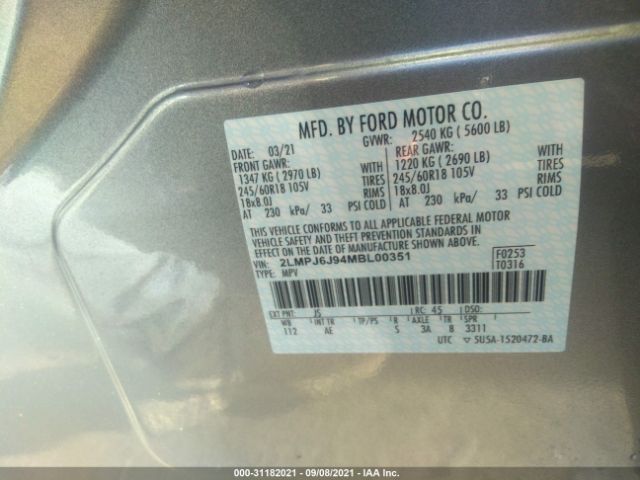 MFD. BY FORD MOTOR CO.
DATE: 03/21 GVWR: 2540 KG ( 5600 LB)
FRONT GAWR: REAR GAWR:
1347 KG ( 2970 LB) WITH 1220 KG ( 2690 LB) WITH
245/60R18 105V TIRES 245/60R18 105V TIRES
18x8.0J RIMS 18x8.0J RIMS
AT 230 kPa/ 33 PSI COLD AT 230 kPa/ 33 PSI COLD
THIS VEHICLE CONFORMS TO ALL APPLICABLE FEDERAL MOTOR
VEHICLE SAFETY AND THEFT PREVENTION STANDARDS IN
EFFECT ON THE DATE OF MANUFACTURE SHOWN ABOVE.
VIN: 2LMPJ6J94MBL00351 F0253
TYPE: MPV T0316
EXT PNT: JS RC: 45 DSO:
WB INT TR TP/PS R AXLE TR SPR
112 AE S 3A 8 3311
UTC ▽ 5U5A-1520472-BA
000-31182021 - 09/08/2021 - IAA Inc.